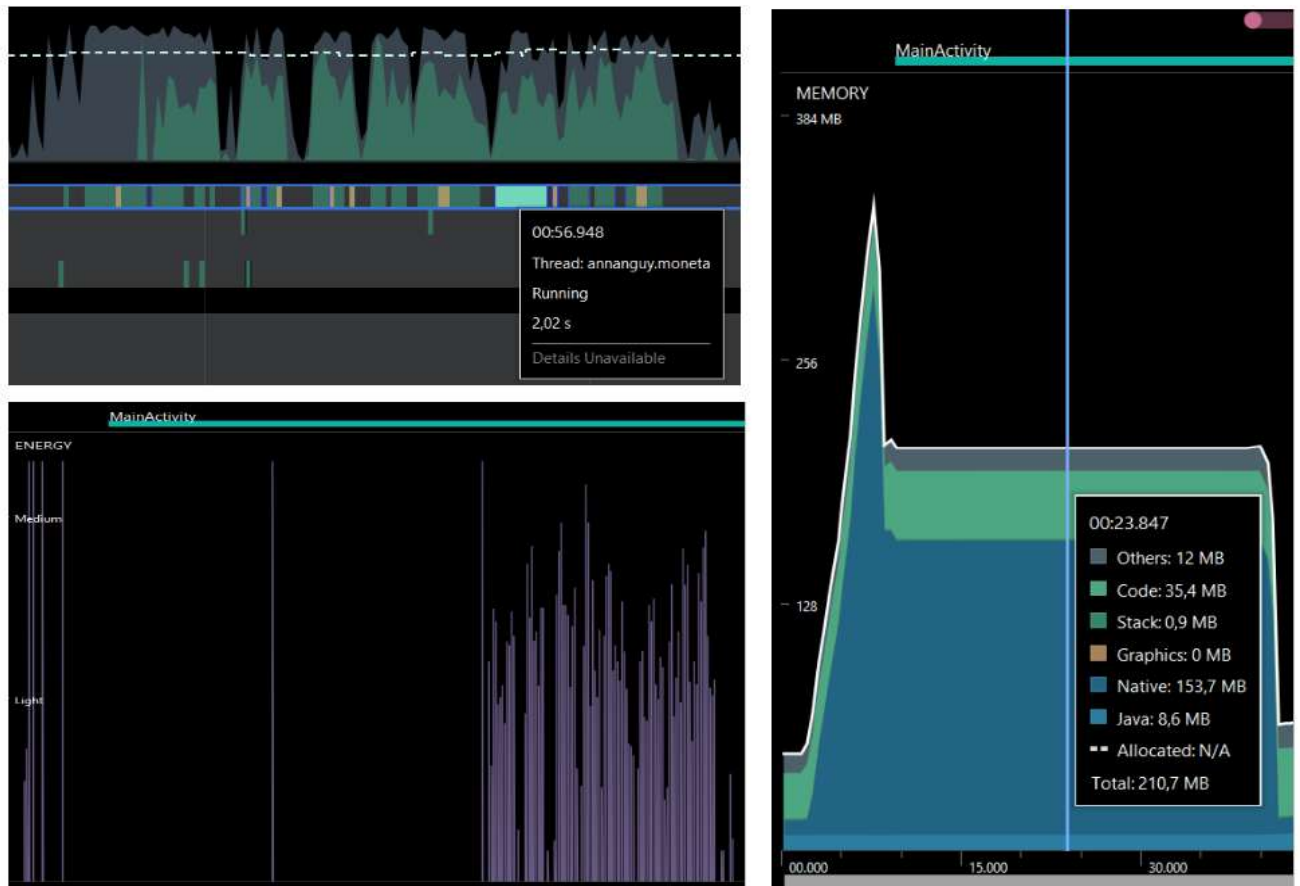 00:56.948
Thread: annanguy.moneta
Running
2,02 s
Details Unavailable
MainActivity
ENERGY
Medium
Light
MainActivity
MEMORY
384 MB
256
128
00:23.847
Others: 12 MB
Code: 35,4 MB
Stack: 0,9 MB
Graphics: 0 MB
Native: 153,7 MB
Java: 8,6 MB
Allocated: N/A
Total: 210,7 MB
00.000 15.000 30.000